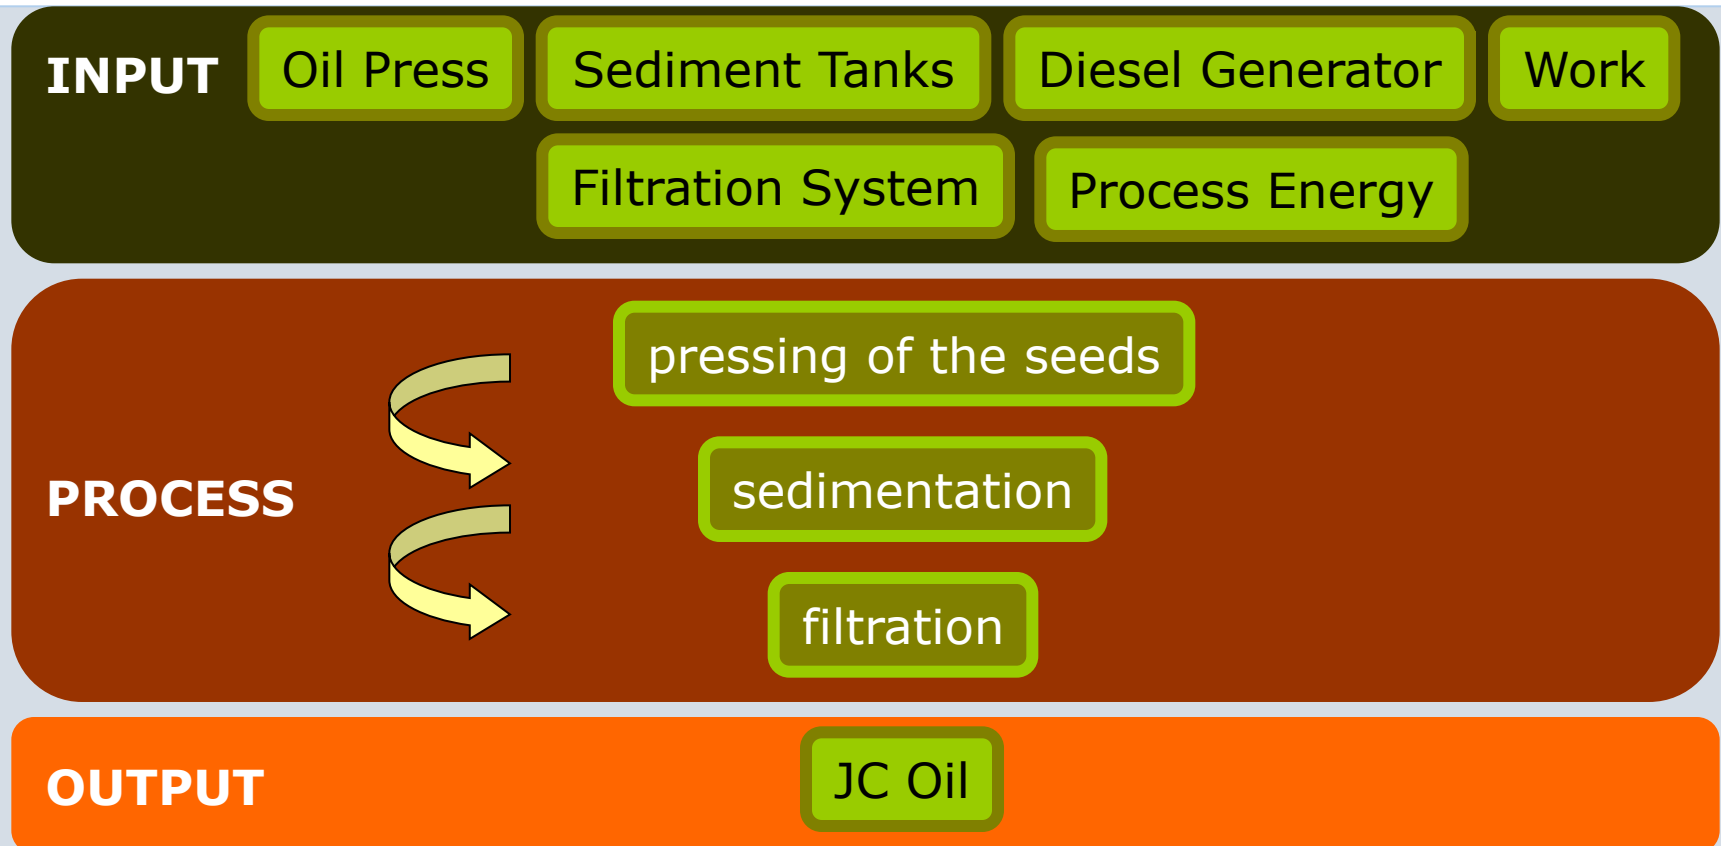 INPUT
Oil Press
Sediment Tanks
Diesel Generator
Work
Filtration System
Process Energy
PROCESS
pressing of the seeds
sedimentation
filtration
OUTPUT
JC Oil